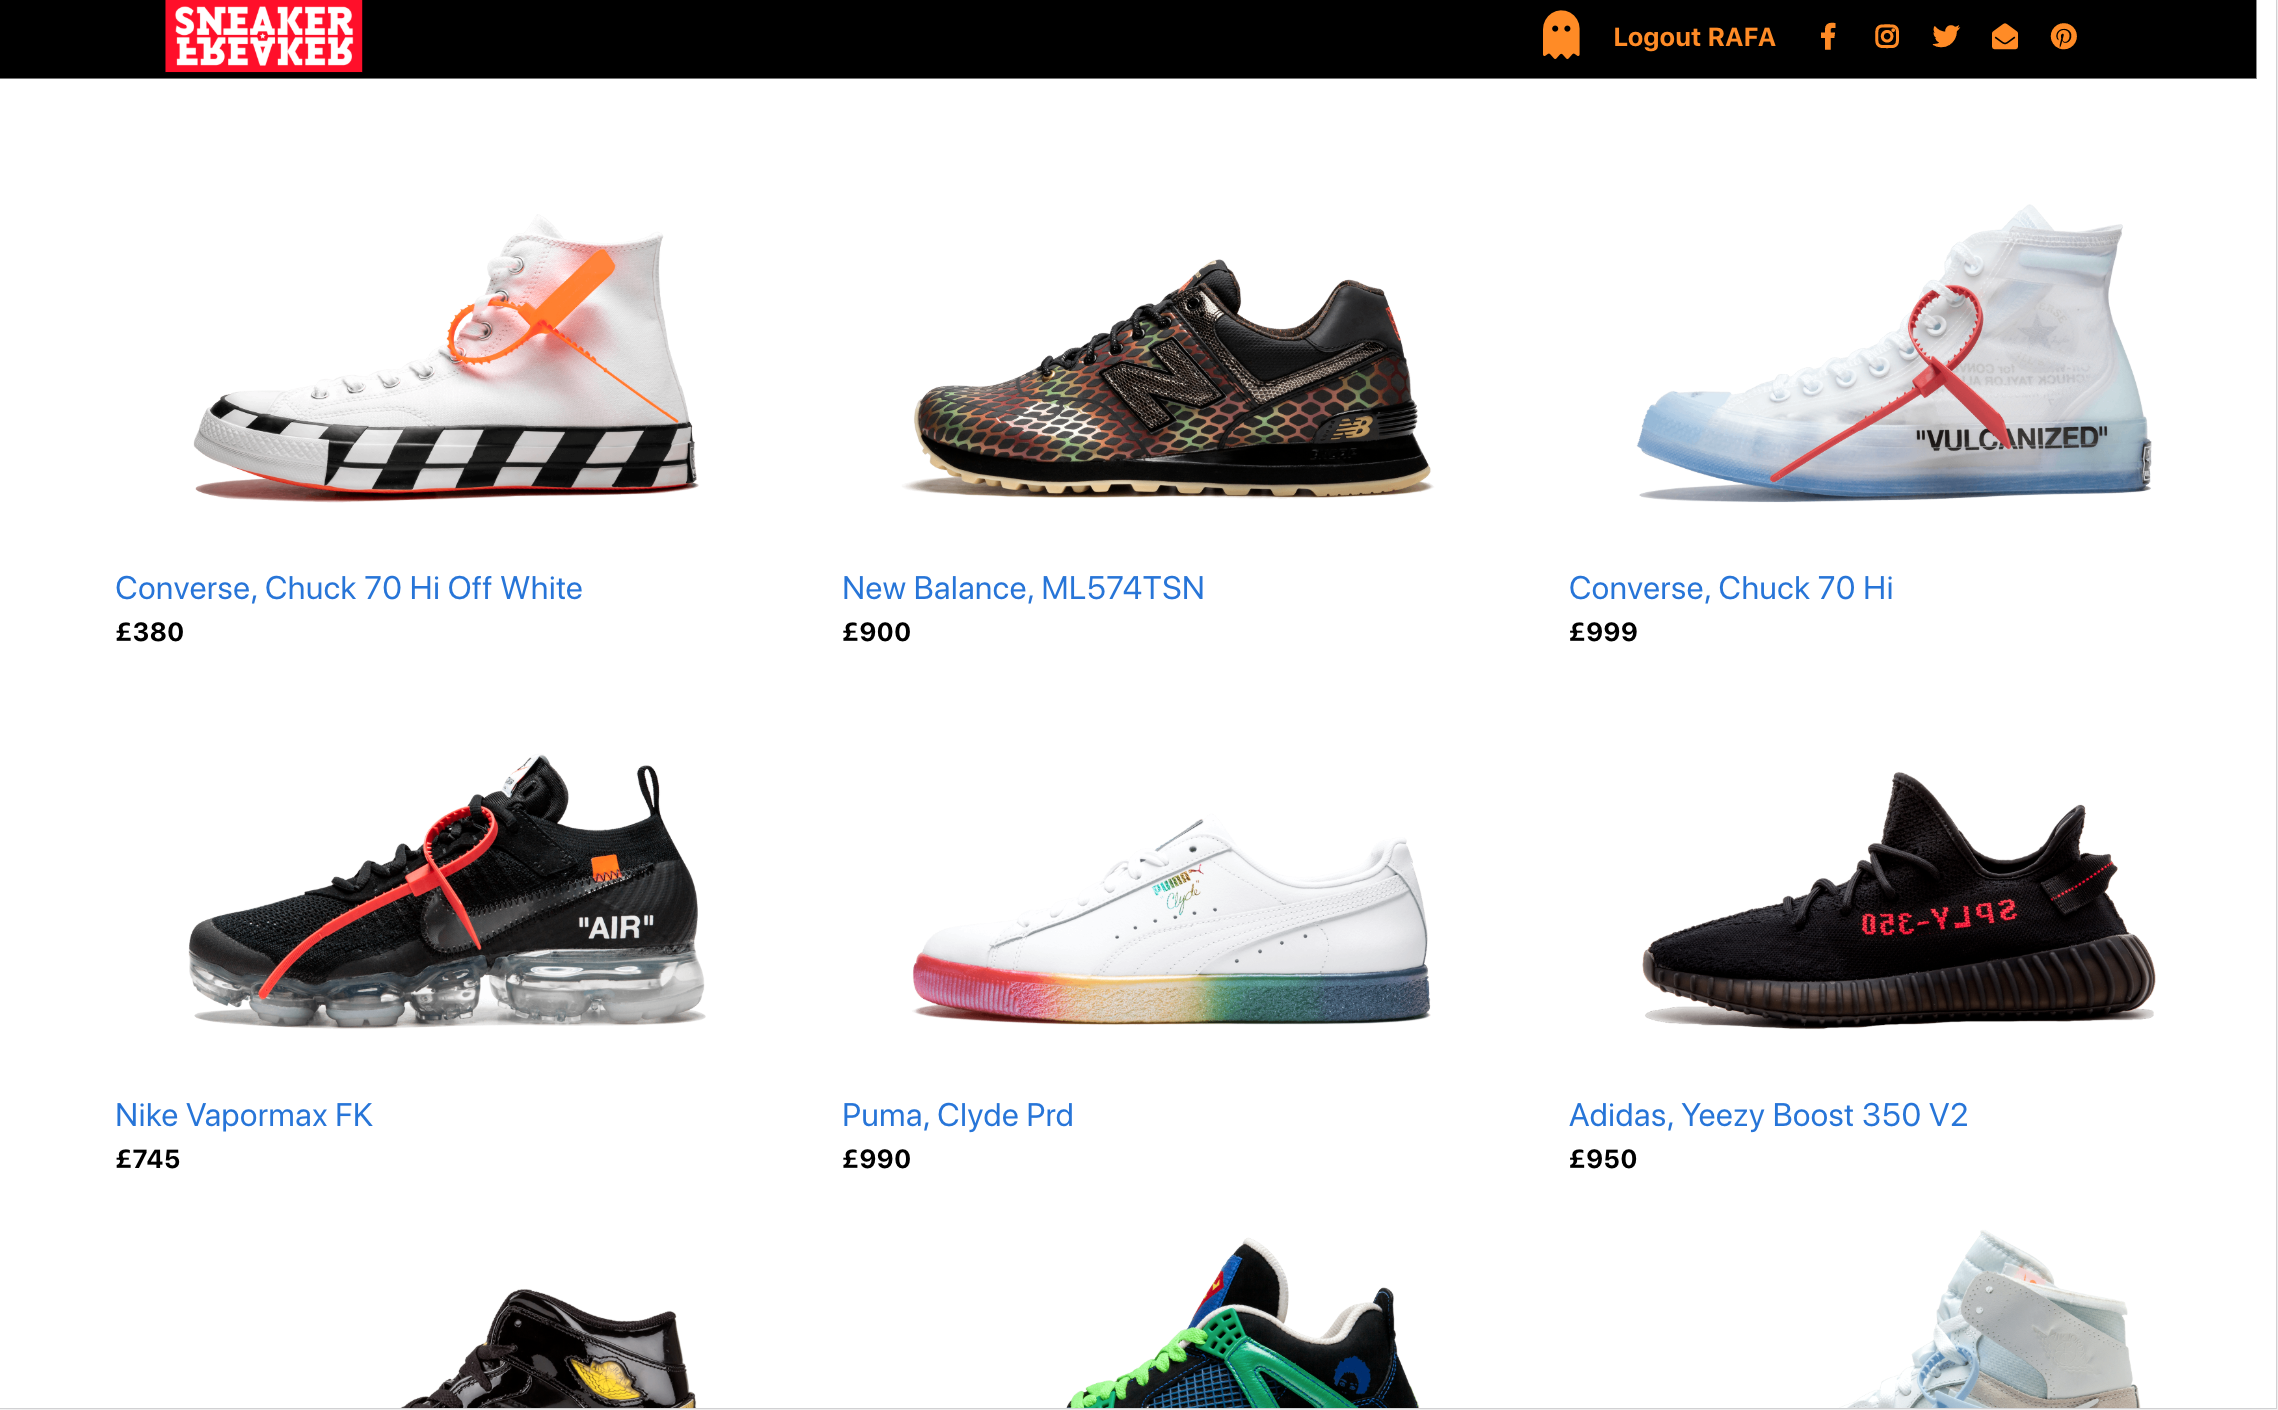 SNEAKER
FREAKER
Logout RAFA
"VULCANIZED"
Converse, Chuck 70 Hi Off White
New Balance, ML574TSN
Converse, Chuck 70 Hi
£380
£900
£999
"AIR"
PUMA
Clyde
SPLY-350
Nike Vapormax FK
Puma, Clyde Prd
Adidas, Yeezy Boost 350 V2
£745
£990
£950